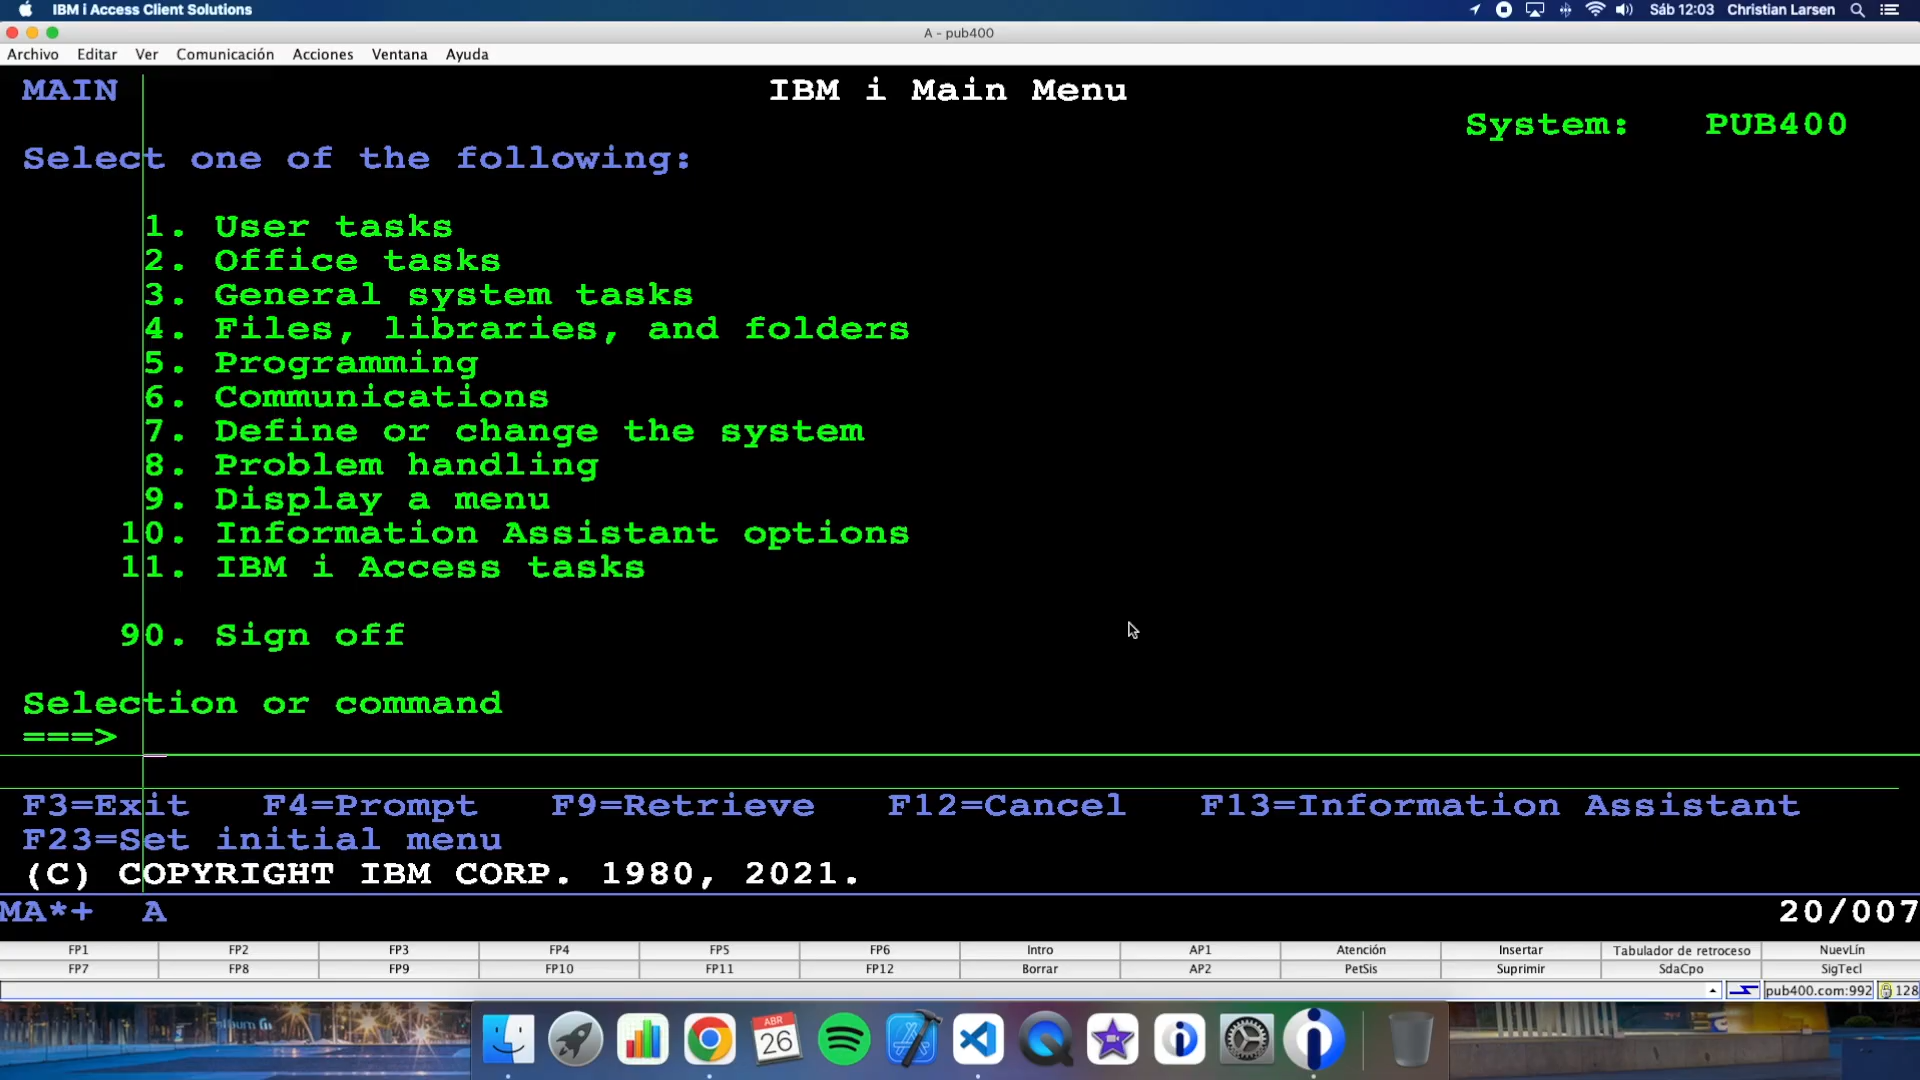 IBM i Access Client Solutions Sáb 12:03 Christian Larsen
A - pub400
Archivo Editar Ver Comunicación Acciones Ventana Ayuda
MAIN IBM i Main Menu
System: PUB400
Select one of the following:
1. User tasks
2. Office tasks
3. General system tasks
4. Files, libraries, and folders
5. Programming
6. Communications
7. Define or change the system
8. Problem handling
9. Display a menu
10. Information Assistant options
11. IBM i Access tasks
90. Sign off
Selection or command
===>
F3=Exit F4=Prompt F9=Retrieve F12=Cancel F13=Information Assistant
F23=Set initial menu
(C) COPYRIGHT IBM CORP. 1980, 2021.
MA*+ A 20/007
FP1 FP2 FP3 FP4 FP5 FP6 Intro AP1 Atención Insertar Tabulador de retroceso NuevLín
FP7 FP8 FP9 FP10 FP11 FP12 Borrar AP2 PetSis Suprimir SdaCpo SigTecl
pub400.com:992 128
ABR
26